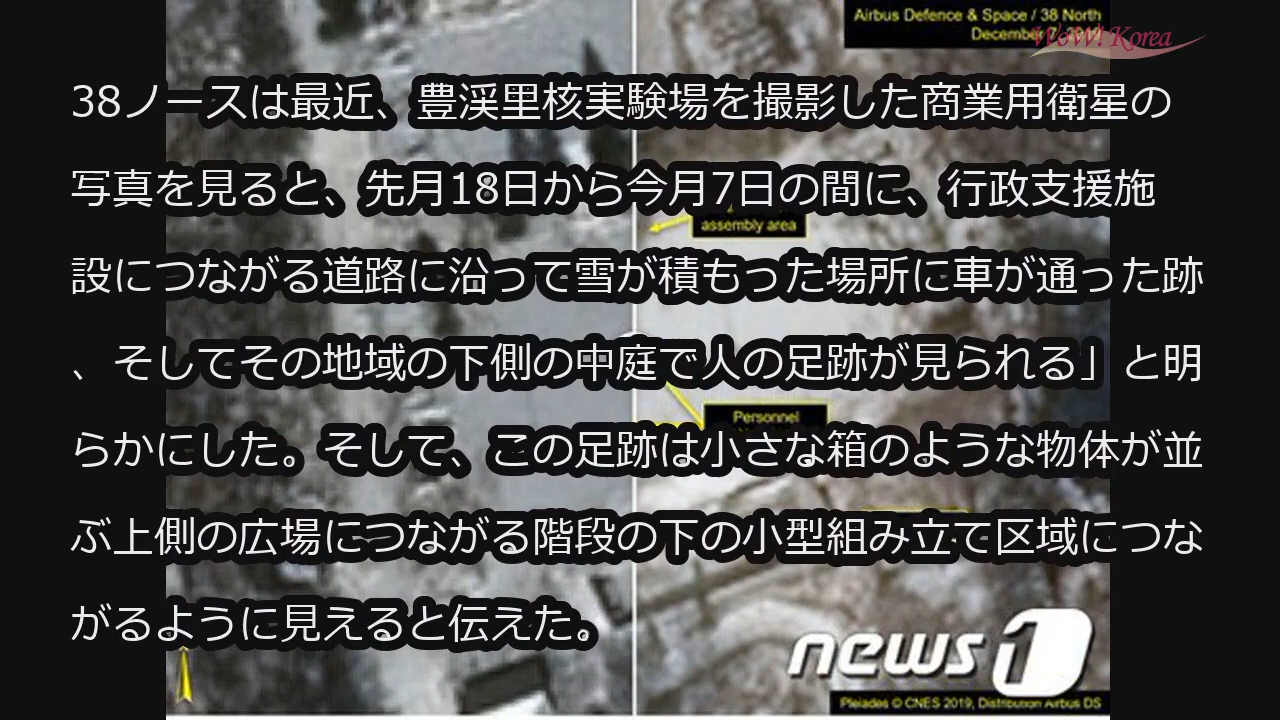 Airbus Defence & Space / 38 North
WoW! Korea
38ノースは最近、豊渓里核実験場を撮影した商業用衛星の
写真を見ると、先月18日から今月7日の間に、行政支援施
assembly area
設につながる道路に沿って雪が積もった場所に車が通った跡
、そしてその地域の下側の中庭で人の足跡が見られる」と明
Personnel
らかにした。そして、この足跡は小さな箱のような物体が並
ぶ上側の広場につながる階段の下の小型組み立て区域につな
がるように見えると伝えた。
news1
Pleiades © CNES 2019, Distribution Airbus DS